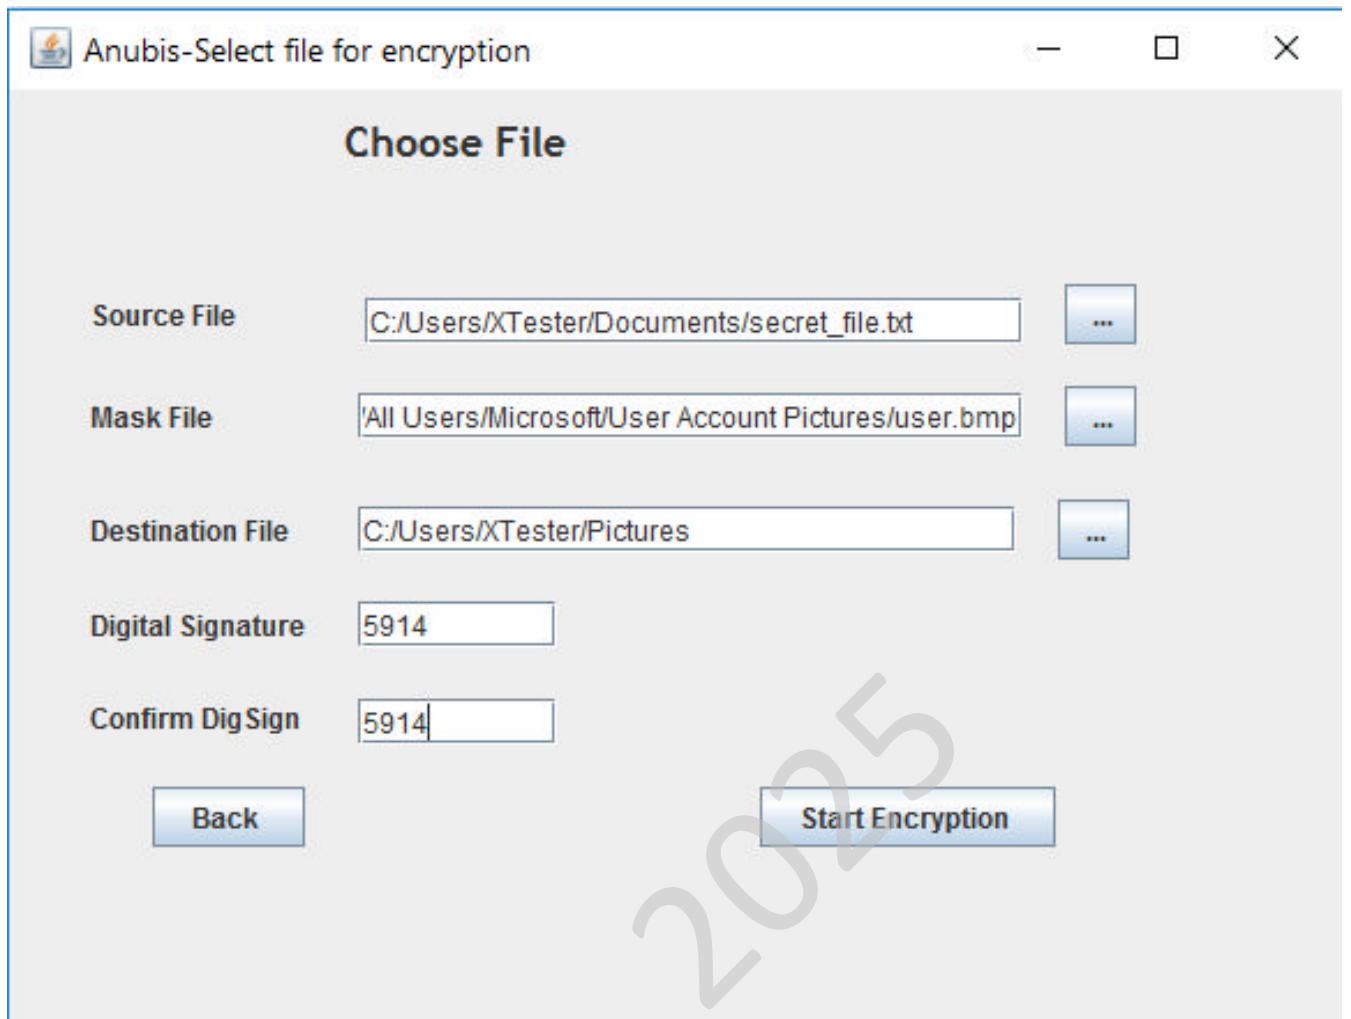 Anubis-Select file for encryption
Choose File
Source File C:/Users/XTester/Documents/secret_file.txt ...
Mask File /All Users/Microsoft/User Account Pictures/user.bmp ...
Destination File C:/Users/XTester/Pictures ...
Digital Signature 5914
Confirm DigSign 5914
Back Start Encryption
2025